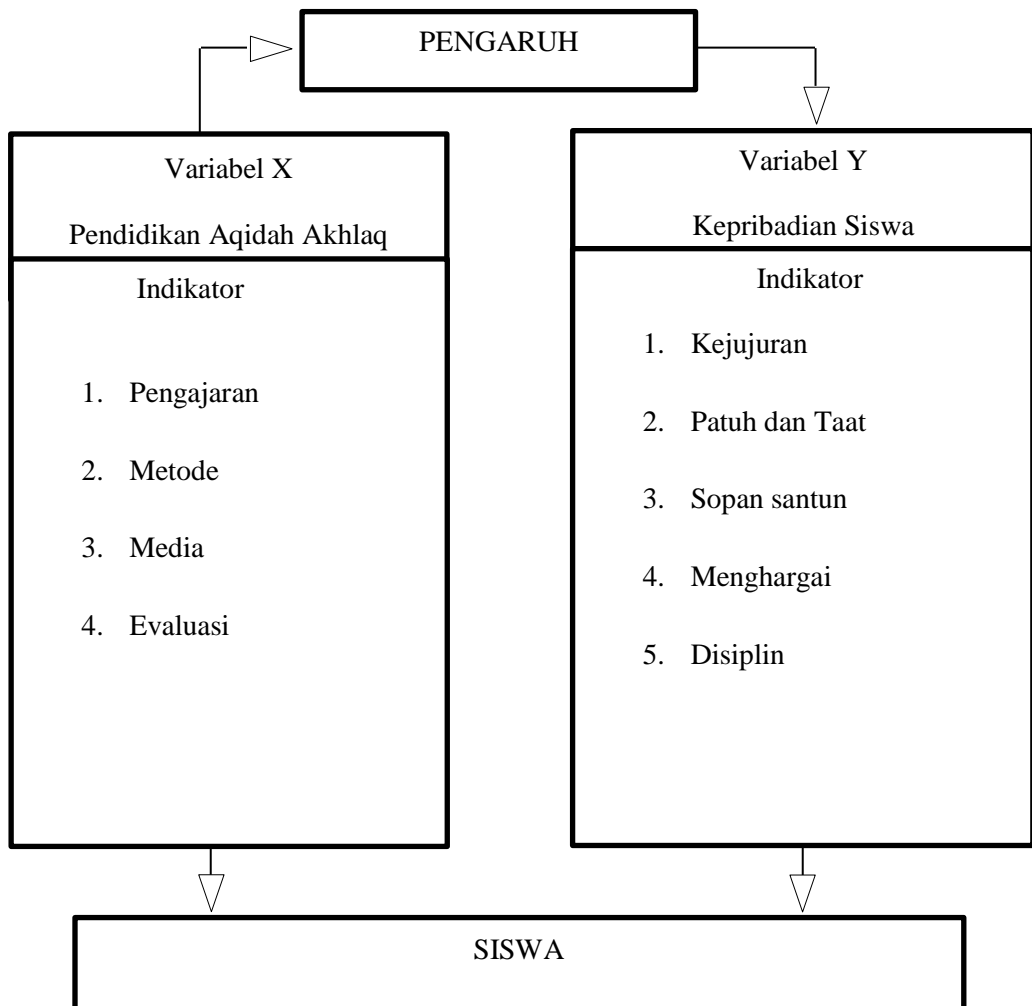 PENGARUH
Variabel X
Pendidikan Aqidah Akhlaq
Indikator
1. Pengajaran
2. Metode
3. Media
4. Evaluasi
Variabel Y
Kepribadian Siswa
Indikator
1. Kejujuran
2. Patuh dan Taat
3. Sopan santun
4. Menghargai
5. Disiplin
SISWA